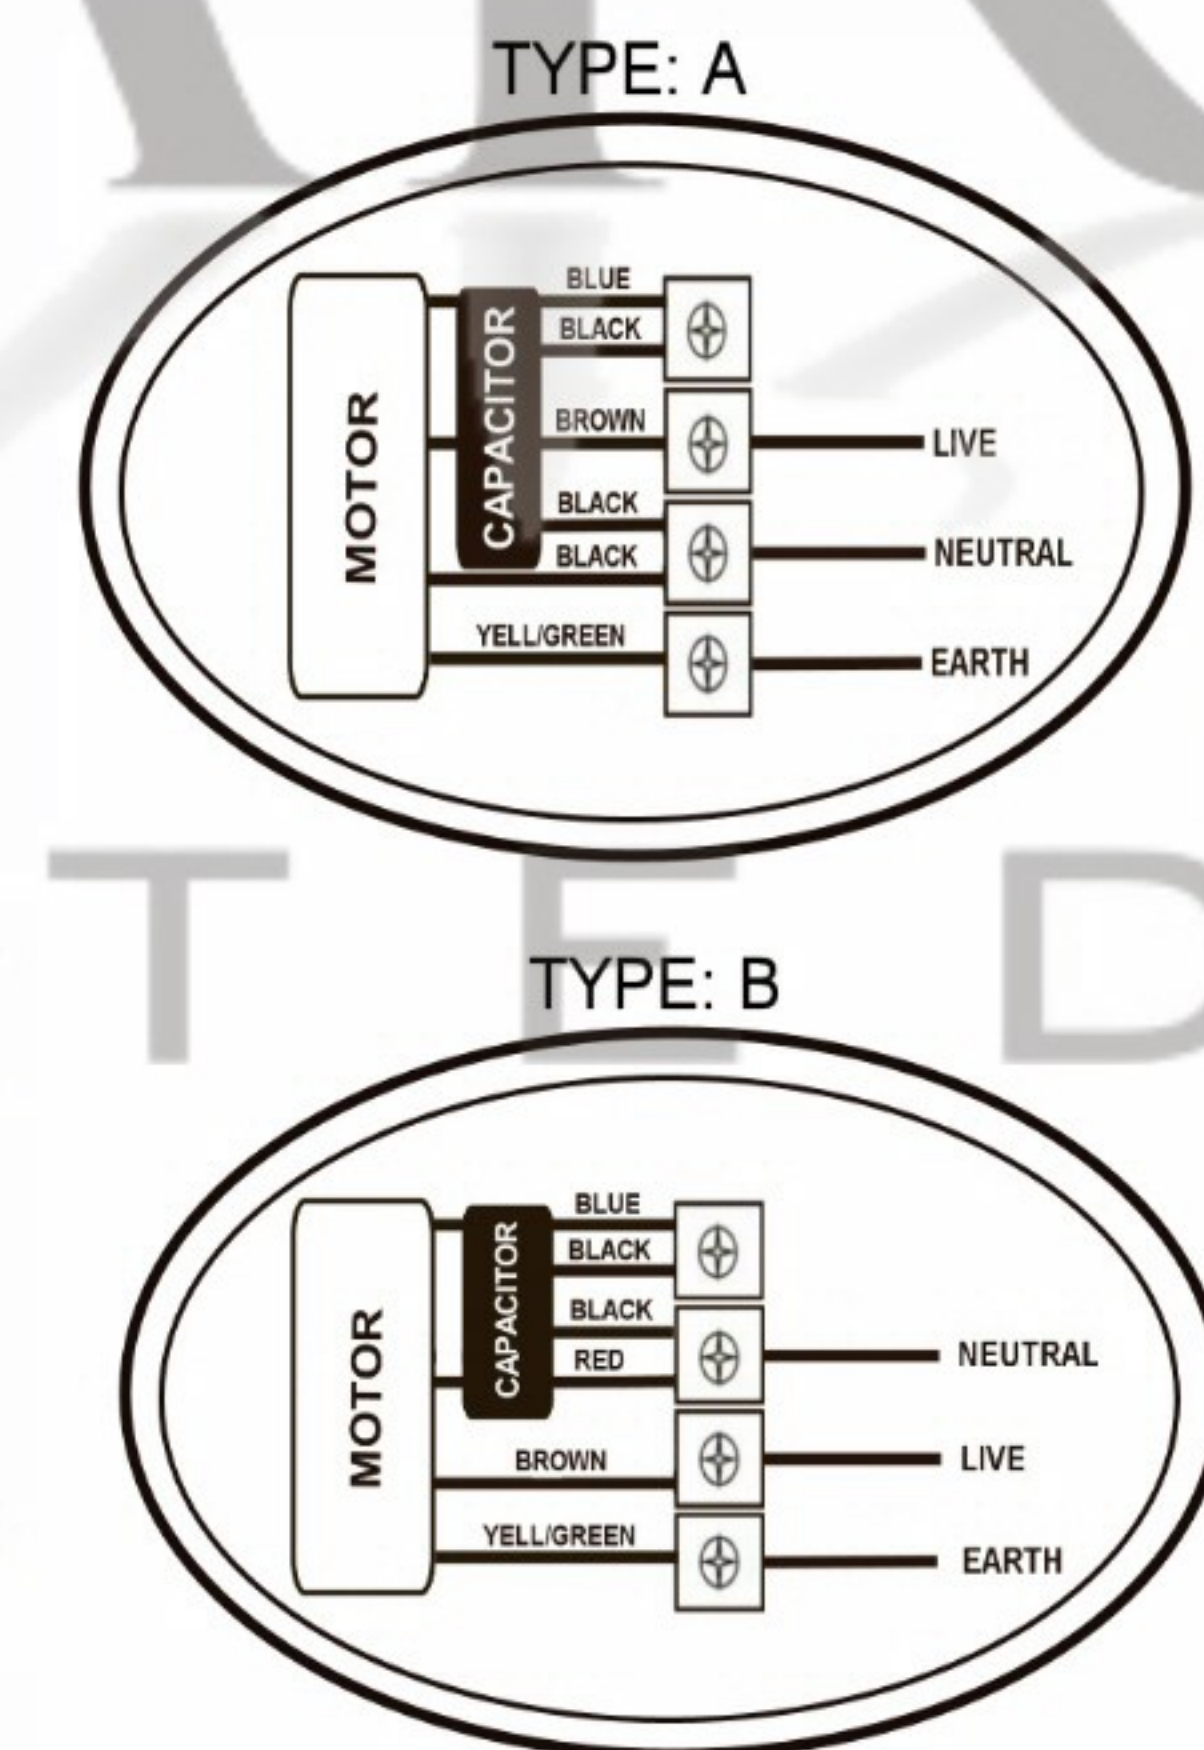 TYPE: A
BLUE
BLACK
BROWN
LIVE
BLACK
NEUTRAL
BLACK
YELL/GREEN
EARTH
MOTOR
CAPACITOR
T E D
TYPE: B
BLUE
BLACK
BLACK
NEUTRAL
RED
BROWN
LIVE
YELL/GREEN
EARTH
MOTOR
CAPACITOR